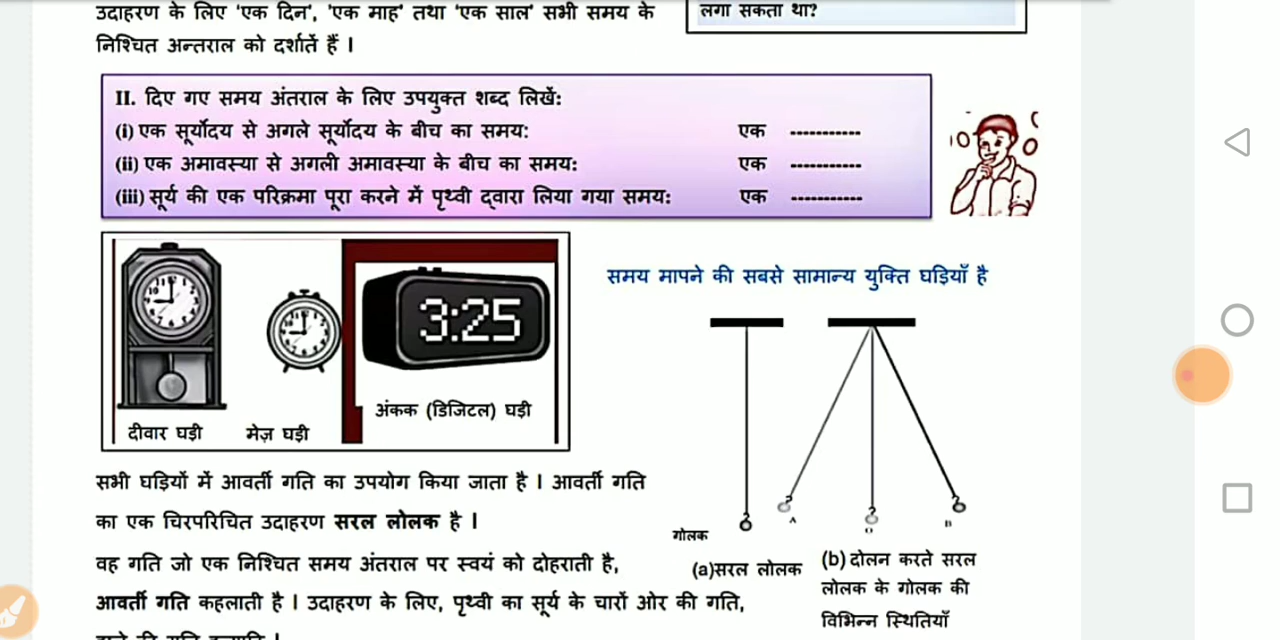 उदाहरण के लिए 'एक दिन', 'एक माह' तथा 'एक साल' सभी समय के
निश्चित अन्तराल को दर्शातें हैं ।
लगा सकता था?
II. दिए गए समय अंतराल के लिए उपयुक्त शब्द लिखें:
(i) एक सूर्योदय से अगले सूर्योदय के बीच का समय: एक -----------
(ii) एक अमावस्या से अगली अमावस्या के बीच का समय: एक -----------
(iii) सूर्य की एक परिक्रमा पूरा करने में पृथ्वी द्वारा लिया गया समय: एक -----------
3:25
दीवार घड़ी
मेज़ घड़ी
अंकक (डिजिटल) घड़ी
समय मापने की सबसे सामान्य युक्ति घड़ियाँ है
A
O
B
गोलक
(a)सरल लोलक
(b) दोलन करते सरल
लोलक के गोलक की
विभिन्न स्थितियाँ
सभी घड़ियों में आवर्ती गति का उपयोग किया जाता है । आवर्ती गति
का एक चिरपरिचित उदाहरण सरल लोलक है ।
वह गति जो एक निश्चित समय अंतराल पर स्वयं को दोहराती है,
आवर्ती गति कहलाती है । उदाहरण के लिए, पृथ्वी का सूर्य के चारों ओर की गति,